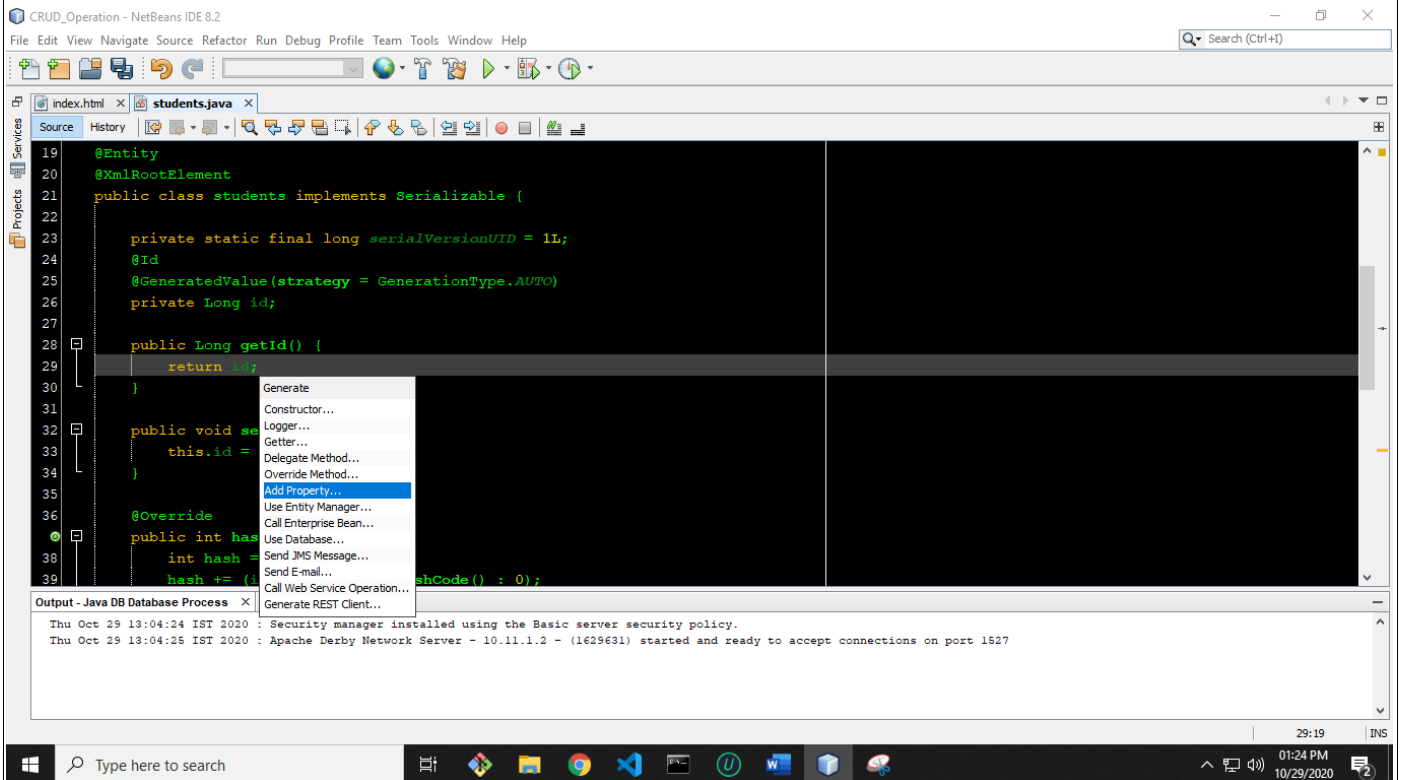 CRUD_Operation - NetBeans IDE 8.2
File Edit View Navigate Source Refactor Run Debug Profile Team Tools Window Help
Search (Ctrl+I)
index.html
students.java
Source History
Services
Projects
19 @Entity
20 @XmlRootElement
21 public class students implements Serializable {
22
23 private static final long serialVersionUID = 1L;
24 @Id
25 @GeneratedValue(strategy = GenerationType.AUTO)
26 private Long id;
27
28 public Long getId() {
29 return id;
30 }
31
32 public void se
33 this.id =
34 }
35
36 @Override
public int has
38 int hash =
39 hash += (i shCode() : 0);
Generate
Constructor...
Logger...
Getter...
Delegate Method...
Override Method...
Add Property...
Use Entity Manager...
Call Enterprise Bean...
Use Database...
Send JMS Message...
Send E-mail...
Call Web Service Operation...
Generate REST Client...
Output - Java DB Database Process
Thu Oct 29 13:04:24 IST 2020 : Security manager installed using the Basic server security policy.
Thu Oct 29 13:04:25 IST 2020 : Apache Derby Network Server - 10.11.1.2 - (1629631) started and ready to accept connections on port 1527
29:19 INS
Type here to search
01:24 PM
10/29/2020
2